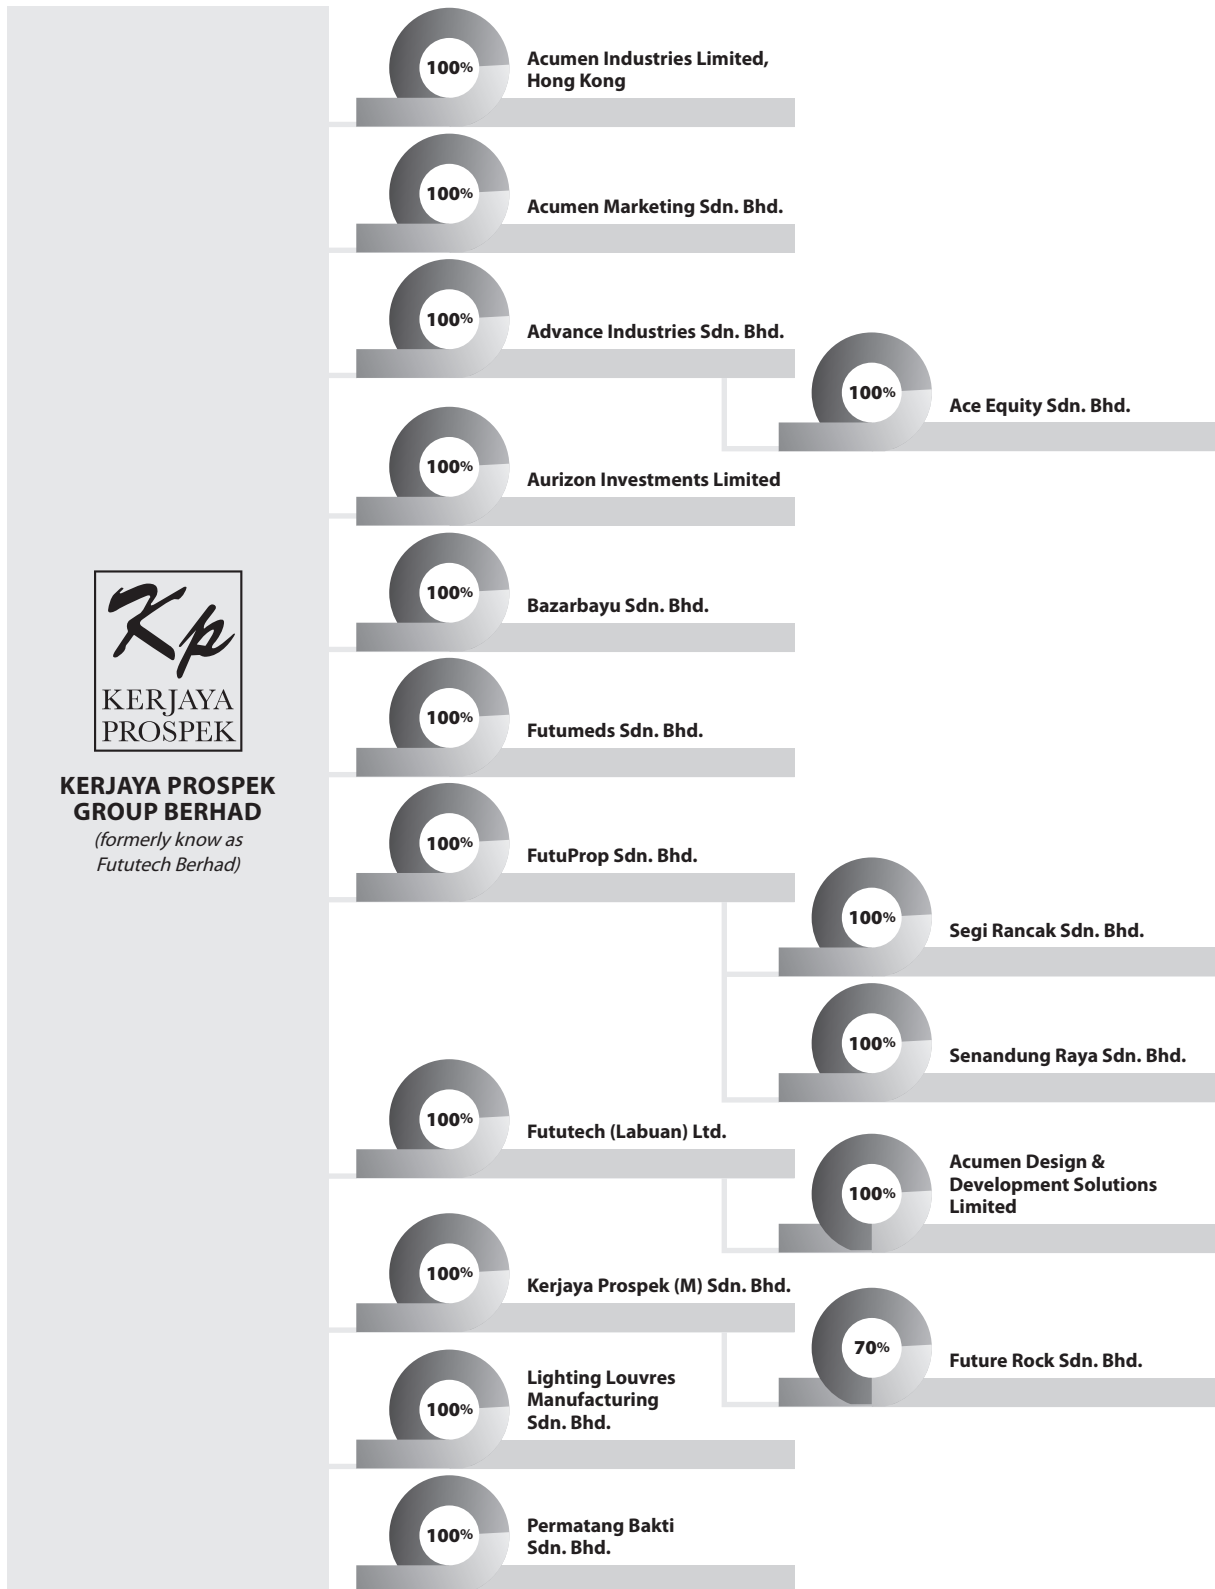 100%
Acumen Industries Limited,
Hong Kong
100%
Acumen Marketing Sdn. Bhd.
100%
Advance Industries Sdn. Bhd.
100%
Ace Equity Sdn. Bhd.
100%
Aurizon Investments Limited
100%
Bazarbayu Sdn. Bhd.
Kp
KERJAYA
PROSPEK
KERJAYA PROSPEK
GROUP BERHAD
(formerly know as
Fututech Berhad)
100%
Futumeds Sdn. Bhd.
100%
FutuProp Sdn. Bhd.
100%
Segi Rancak Sdn. Bhd.
100%
Senandung Raya Sdn. Bhd.
100%
Fututech (Labuan) Ltd.
100%
Acumen Design &
Development Solutions
Limited
100%
Kerjaya Prospek (M) Sdn. Bhd.
70%
Future Rock Sdn. Bhd.
100%
Lighting Louvres
Manufacturing
Sdn. Bhd.
100%
Permatang Bakti
Sdn. Bhd.